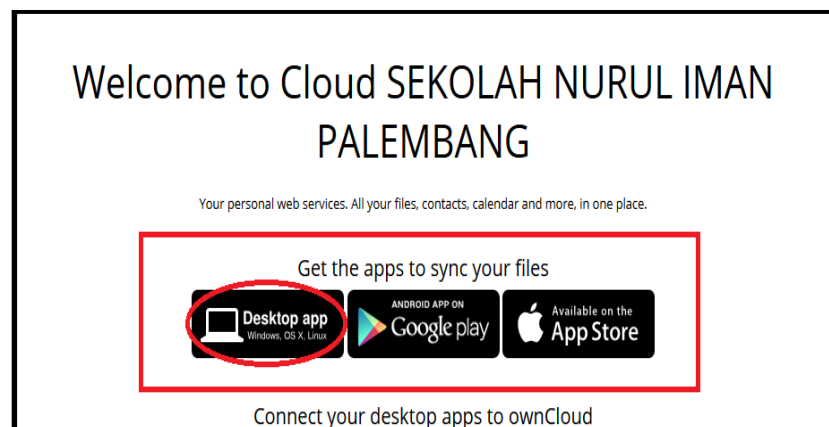 Welcome to Cloud SEKOLAH NURUL IMAN
PALEMBANG
Your personal web services. All your files, contacts, calendar and more, in one place.
Get the apps to sync your files
Desktop app
Windows, OS X, Linux
ANDROID APP ON
Google play
Available on the
App Store
Connect your desktop apps to ownCloud